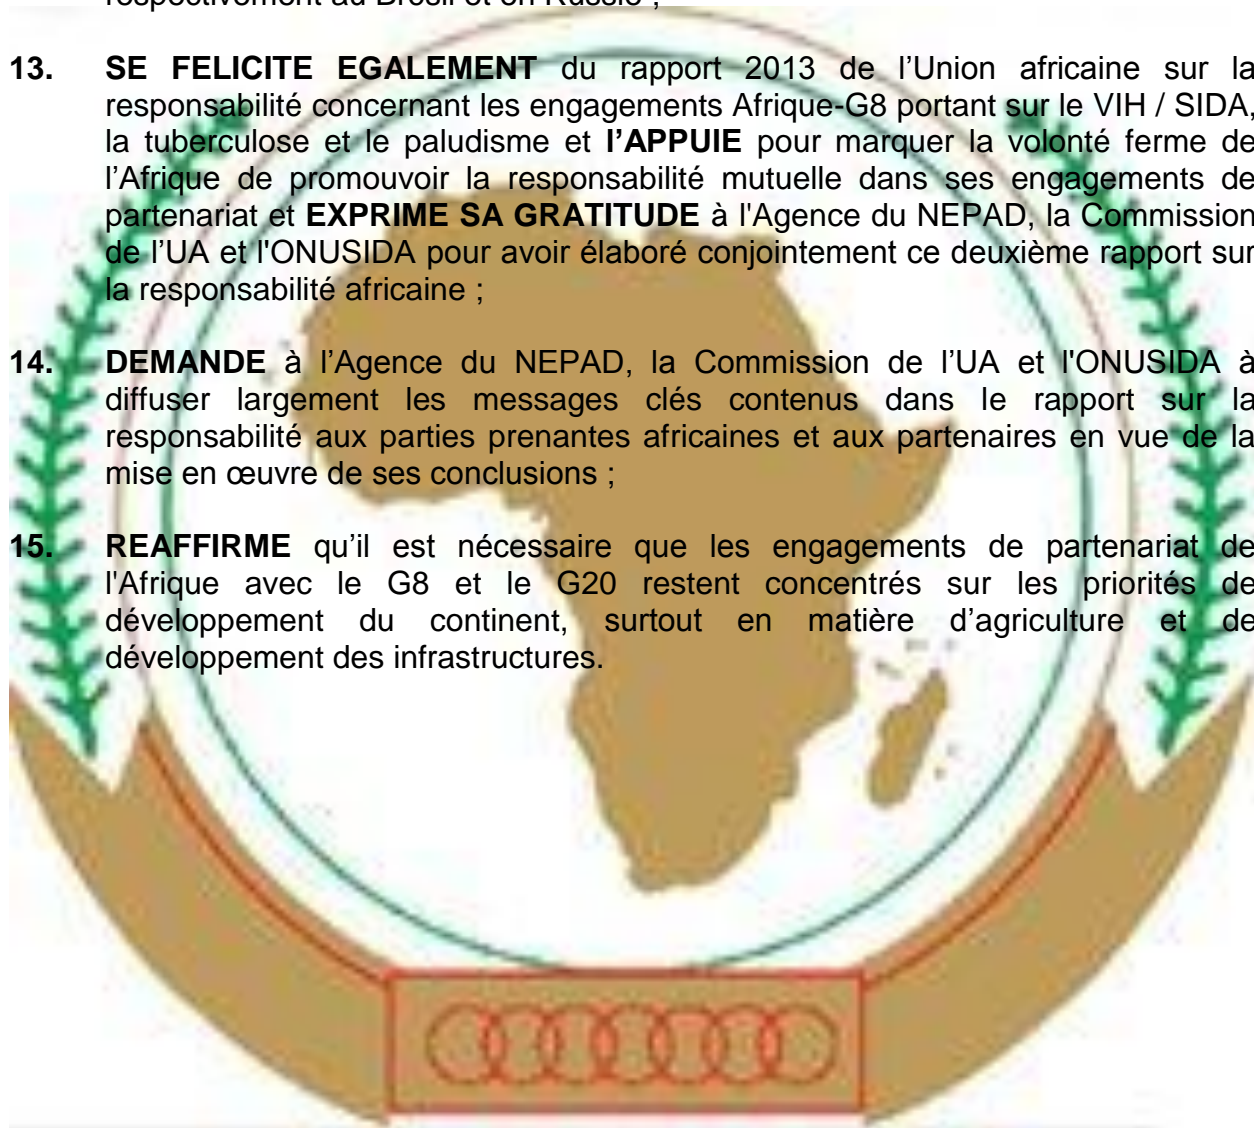 respectivement au Brésil et en Russie ;
13. SE FELICITE EGALEMENT du rapport 2013 de l’Union africaine sur la
responsabilité concernant les engagements Afrique-G8 portant sur le VIH / SIDA,
la tuberculose et le paludisme et l’APPUIE pour marquer la volonté ferme de
l’Afrique de promouvoir la responsabilité mutuelle dans ses engagements de
partenariat et EXPRIME SA GRATITUDE à l'Agence du NEPAD, la Commission
de l’UA et l'ONUSIDA pour avoir élaboré conjointement ce deuxième rapport sur
la responsabilité africaine ;
14. DEMANDE à l’Agence du NEPAD, la Commission de l’UA et l'ONUSIDA à
diffuser largement les messages clés contenus dans le rapport sur la
responsabilité aux parties prenantes africaines et aux partenaires en vue de la
mise en œuvre de ses conclusions ;
15. REAFFIRME qu’il est nécessaire que les engagements de partenariat de
l'Afrique avec le G8 et le G20 restent concentrés sur les priorités de
développement du continent, surtout en matière d’agriculture et de
développement des infrastructures.